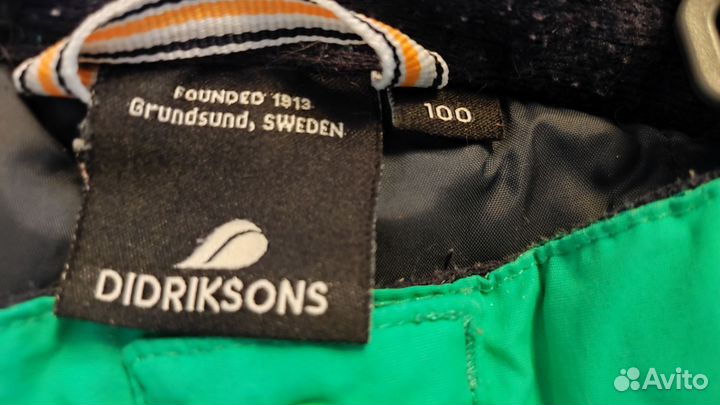 FOUNDED 1913
Grundsund, SWEDEN
100
DIDRIKSONS
Avito